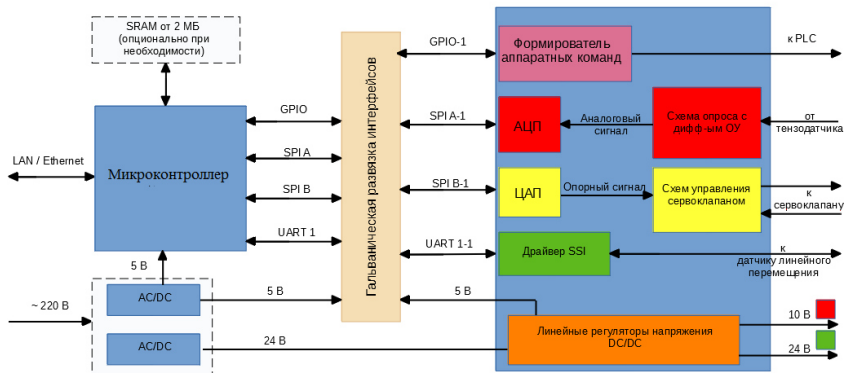 SRAM от 2 МБ
(опционально при
необходимости)
LAN / Ethernet
Микроконтроллер
GPIO
SPI A
SPI B
UART 1
5 В
~ 220 В
AC/DC
5 В
AC/DC
24 В
Гальваническая развязка интерфейсов
GPIO-1
SPI A-1
SPI B-1
UART 1-1
5 В
Формирователь
аппаратных команд
к PLC
АЦП
Аналоговый
сигнал
Схема опроса с
дифф-ым ОУ
от
тензодатчика
ЦАП
Опорный сигнал
Схем управления
сервоклапаном
к
сервоклапану
Драйвер SSI
к
датчику линейного
перемещения
Линейные регуляторы напряжения
DC/DC
10 В
24 В